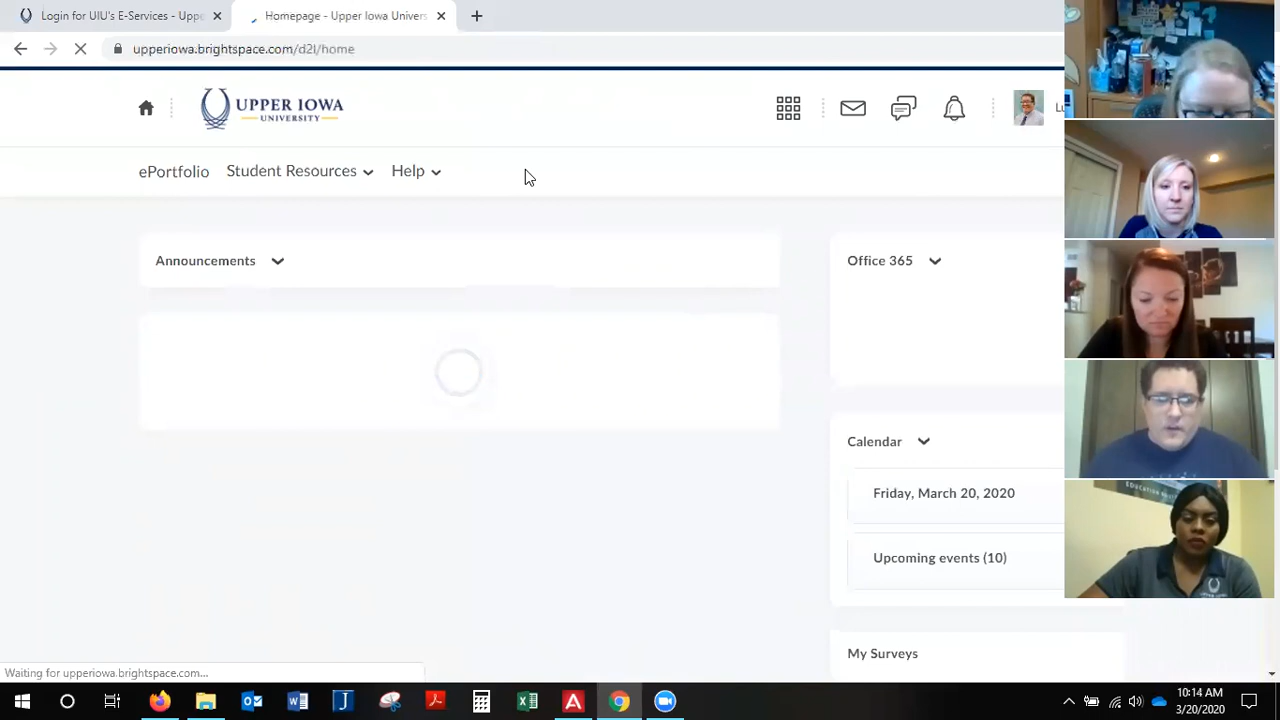 Login for UIU's E-Services - Uppe
Homepage - Upper Iowa Univers
upperiowa.brightspace.com/d2l/home
UPPER IOWA
UNIVERSITY
Lu
ePortfolio
Student Resources
Help
Announcements
Office 365
Calendar
Friday, March 20, 2020
Upcoming events (10)
My Surveys
Waiting for upperiowa.brightspace.com...
10:14 AM
3/20/2020